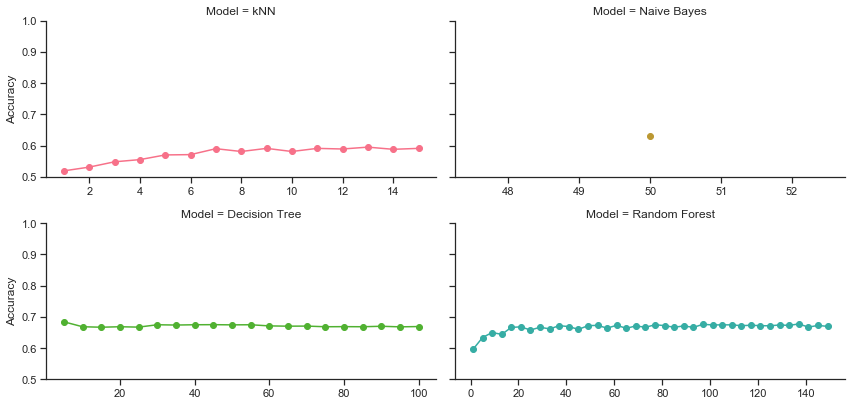 Model = kNN
Model = Naive Bayes
Accuracy
1.0
0.9
0.8
0.7
0.6
0.5
2 4 6 8 10 12 14
48 49 50 51 52
Model = Decision Tree
Model = Random Forest
Accuracy
1.0
0.9
0.8
0.7
0.6
0.5
20 40 60 80 100
0 20 40 60 80 100 120 140